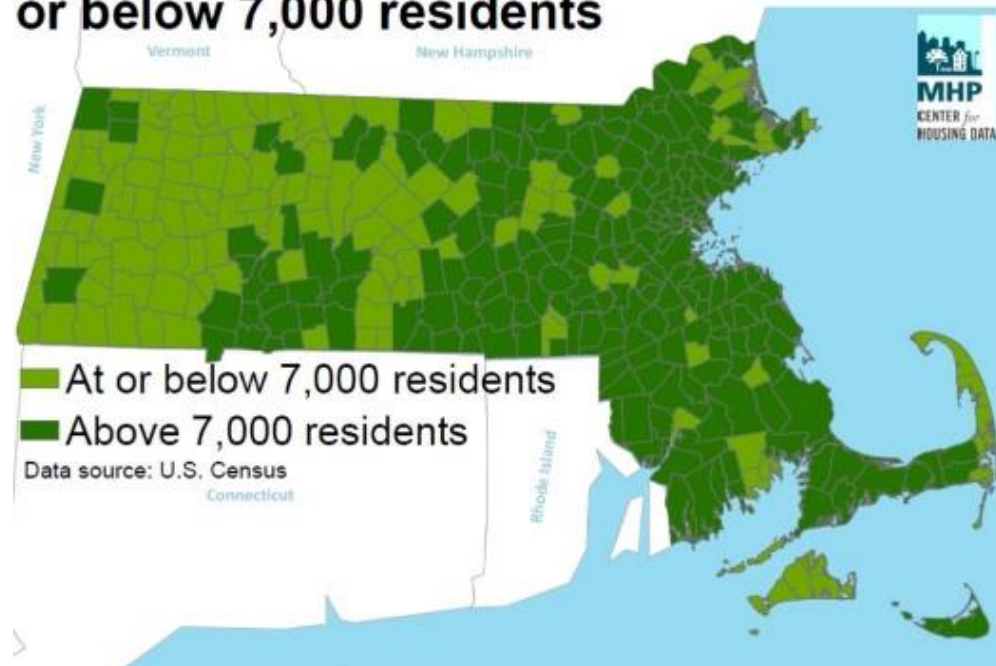 or below 7,000 residents
Vermont
New Hampshire
New York
MHP
CENTER for
HOUSING DATA
At or below 7,000 residents
Above 7,000 residents
Data source: U.S. Census
Connecticut
Rhode Island